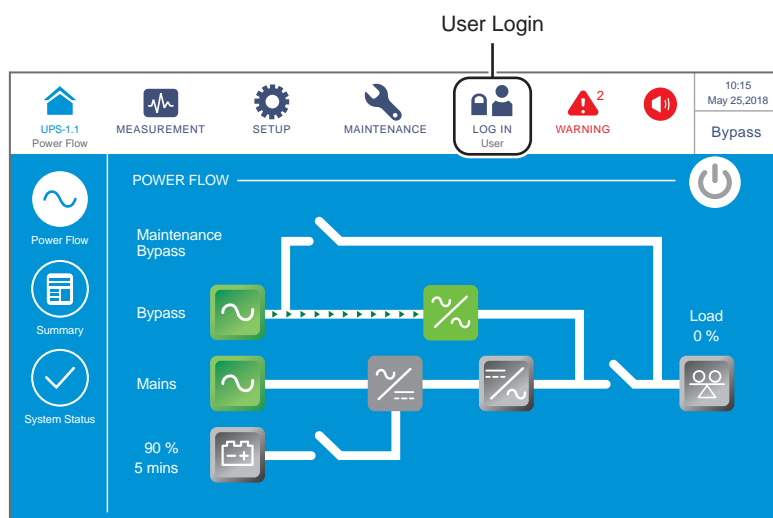 User Login
UPS-1.1
Power Flow
MEASUREMENT
SETUP
MAINTENANCE
LOG IN
User
2
WARNING
10:15
May 25,2018
Bypass
Power Flow
Summary
System Status
POWER FLOW
Maintenance
Bypass
Bypass
Mains
90 %
5 mins
Load
0 %